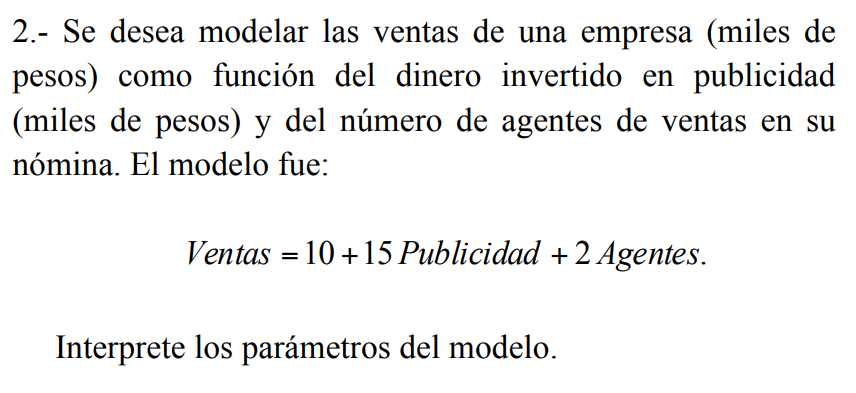 2.- Se desea modelar las ventas de una empresa (miles de
pesos) como función del dinero invertido en publicidad
(miles de pesos) y del número de agentes de ventas en su
nómina. El modelo fue:
Ventas = 10 + 15 Publicidad + 2 Agentes.
Interprete los parámetros del modelo.